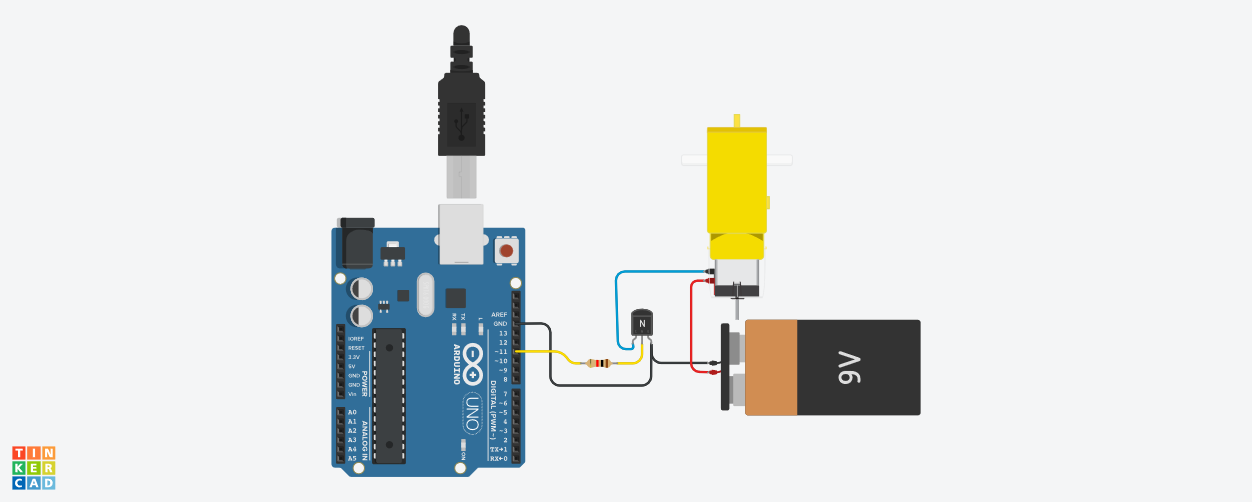 RX
TX
L
AREF
GND
13
12
~11
~10
~9
8
7
~6
~5
4
~3
2
TX→1
RX←0
DIGITAL (PWM~)
ARDUINO
UNO
ON
IOREF
RESET
3.3V
5V
GND
GND
Vin
POWER
A0
A1
A2
A3
A4
A5
ANALOG IN
N
9V
TIN
KER
CAD